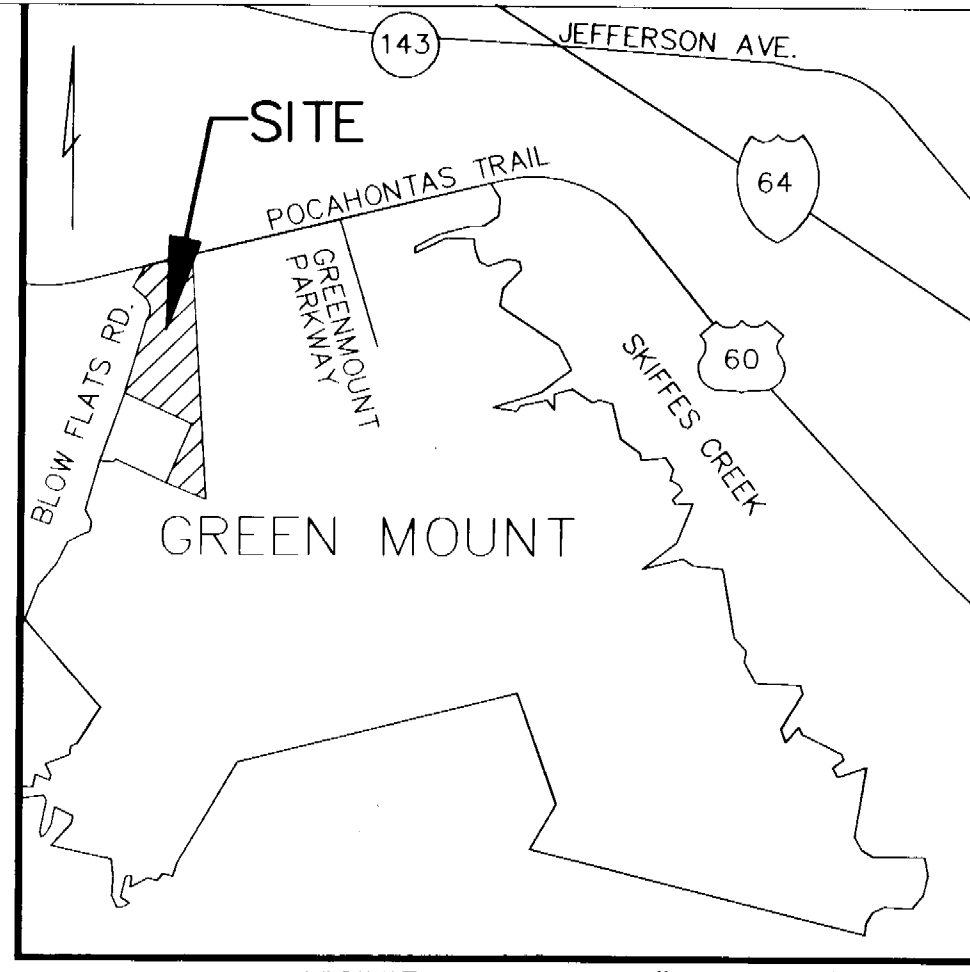 143
JEFFERSON AVE.
SITE
64
POCAHONTAS TRAIL
GREENMOUNT
PARKWAY
BLOW FLATS RD.
SKIFFES CREEK
60
GREEN MOUNT